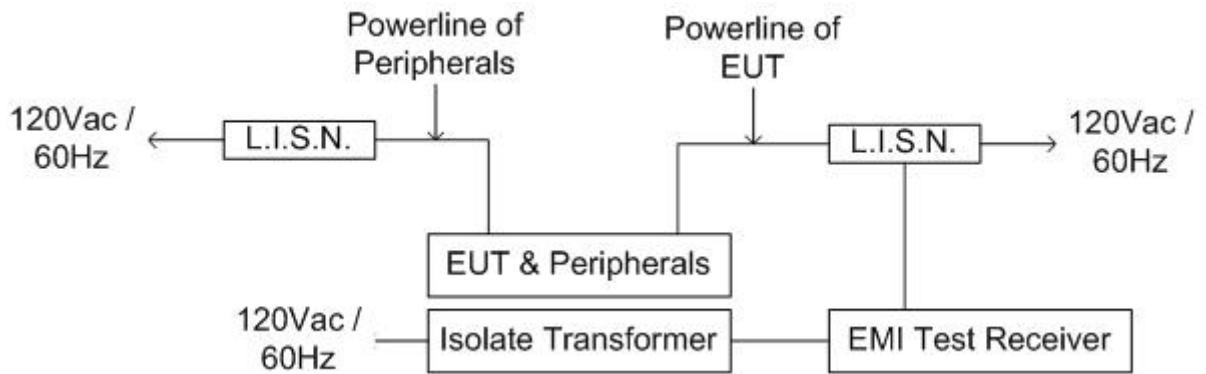 Powerline of
Peripherals
Powerline of
EUT
120Vac /
60Hz
L.I.S.N.
L.I.S.N.
120Vac /
60Hz
EUT & Peripherals
120Vac /
60Hz
Isolate Transformer
EMI Test Receiver